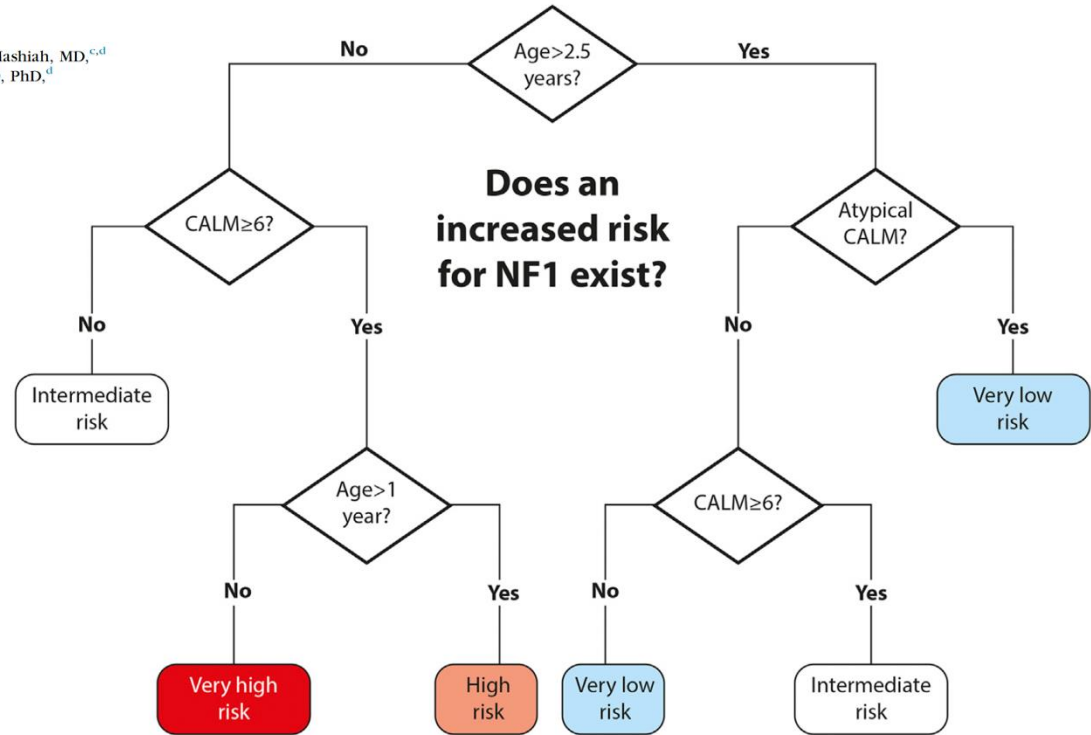 Mashiah, MD,c,d
, PhD,d
No
Age>2.5
years?
Yes
Does an
increased risk
for NF1 exist?
CALM≥6?
Atypical
CALM?
No
Yes
No
Yes
Intermediate
risk
Very low
risk
Age>1
year?
CALM≥6?
No
Yes
No
Yes
Very high
risk
High
risk
Very low
risk
Intermediate
risk